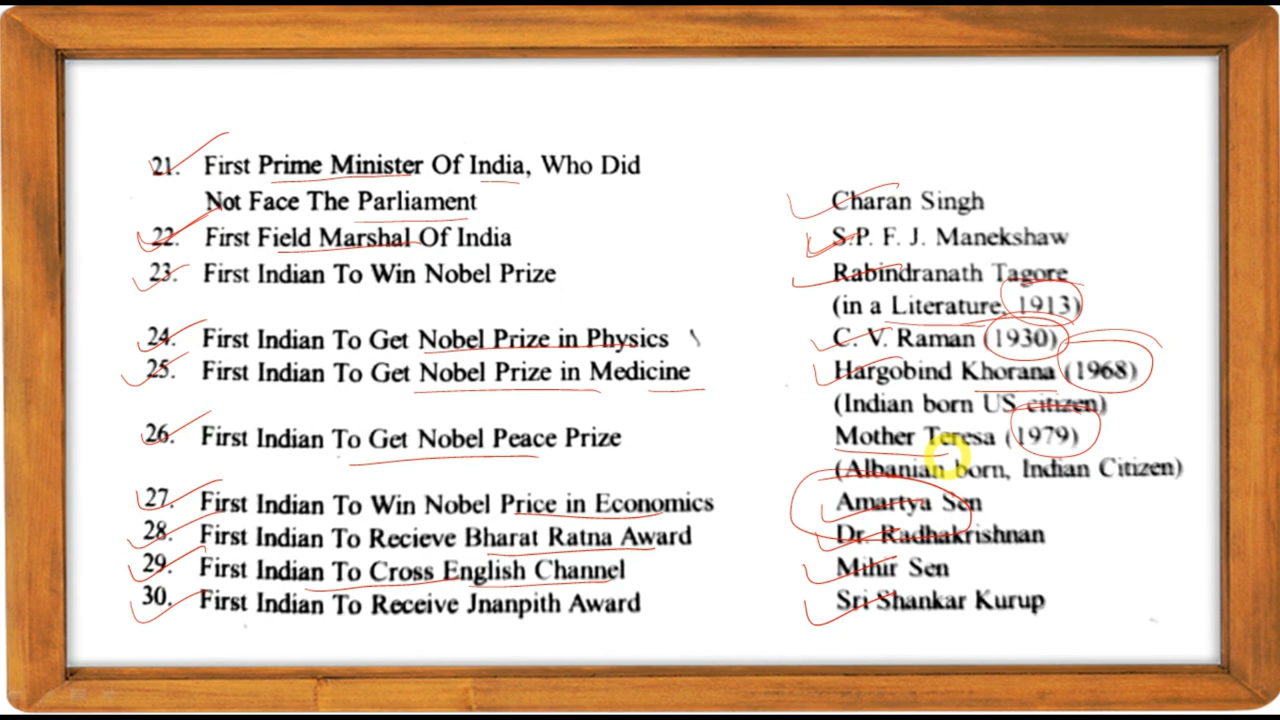 21. First Prime Minister Of India, Who Did
Not Face The Parliament Charan Singh
22. First Field Marshal Of India S.P. F. J. Manekshaw
23. First Indian To Win Nobel Prize Rabindranath Tagore
(in a Literature, 1913)
24. First Indian To Get Nobel Prize in Physics C. V. Raman (1930)
25. First Indian To Get Nobel Prize in Medicine Hargobind Khorana (1968)
(Indian born US citizen)
26. First Indian To Get Nobel Peace Prize Mother Teresa (1979)
(Albanian born, Indian Citizen)
27. First Indian To Win Nobel Price in Economics Amartya Sen
28. First Indian To Recieve Bharat Ratna Award Dr. Radhakrishnan
29. First Indian To Cross English Channel Mihir Sen
30. First Indian To Receive Jnanpith Award Sri Shankar Kurup